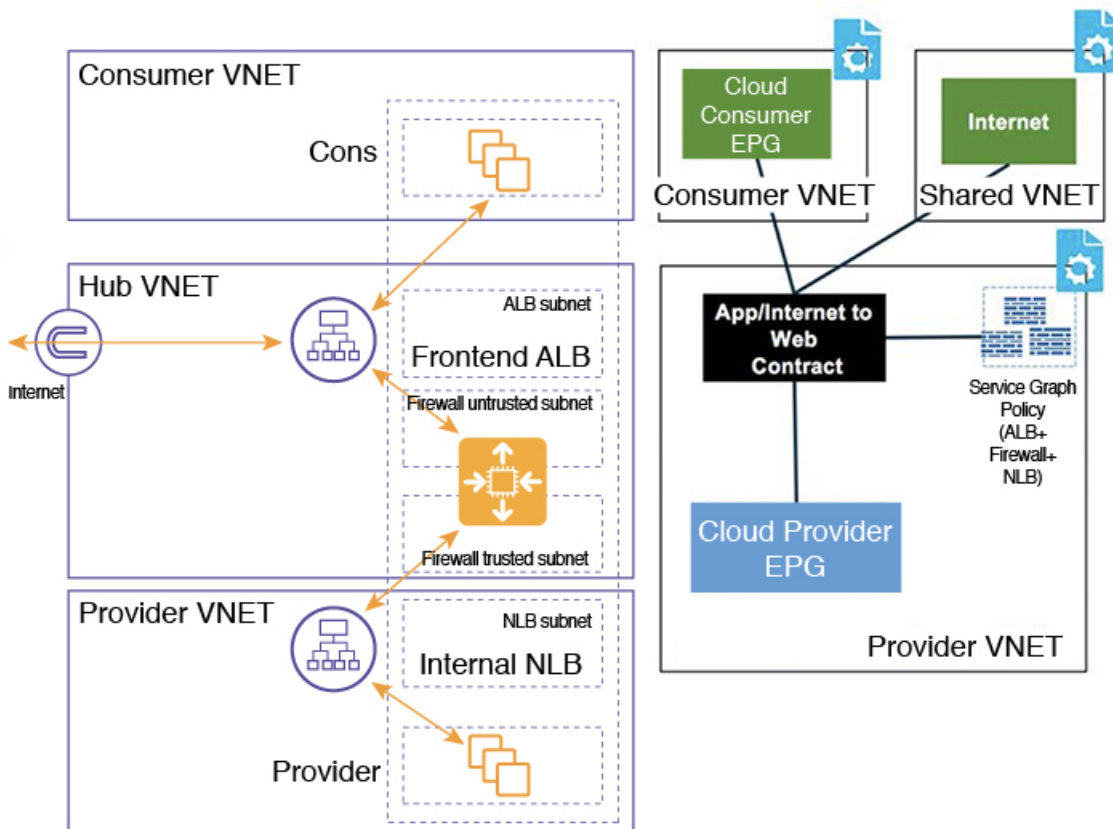 Consumer VNET
Cons
Hub VNET
ALB subnet
Frontend ALB
Internet
Firewall untrusted subnet
Firewall trusted subnet
Provider VNET
NLB subnet
Internal NLB
Provider
Cloud
Consumer
EPG
Consumer VNET
Internet
Shared VNET
App/Internet to
Web
Contract
Service Graph
Policy
(ALB+
Firewall+
NLB)
Cloud Provider
EPG
Provider VNET